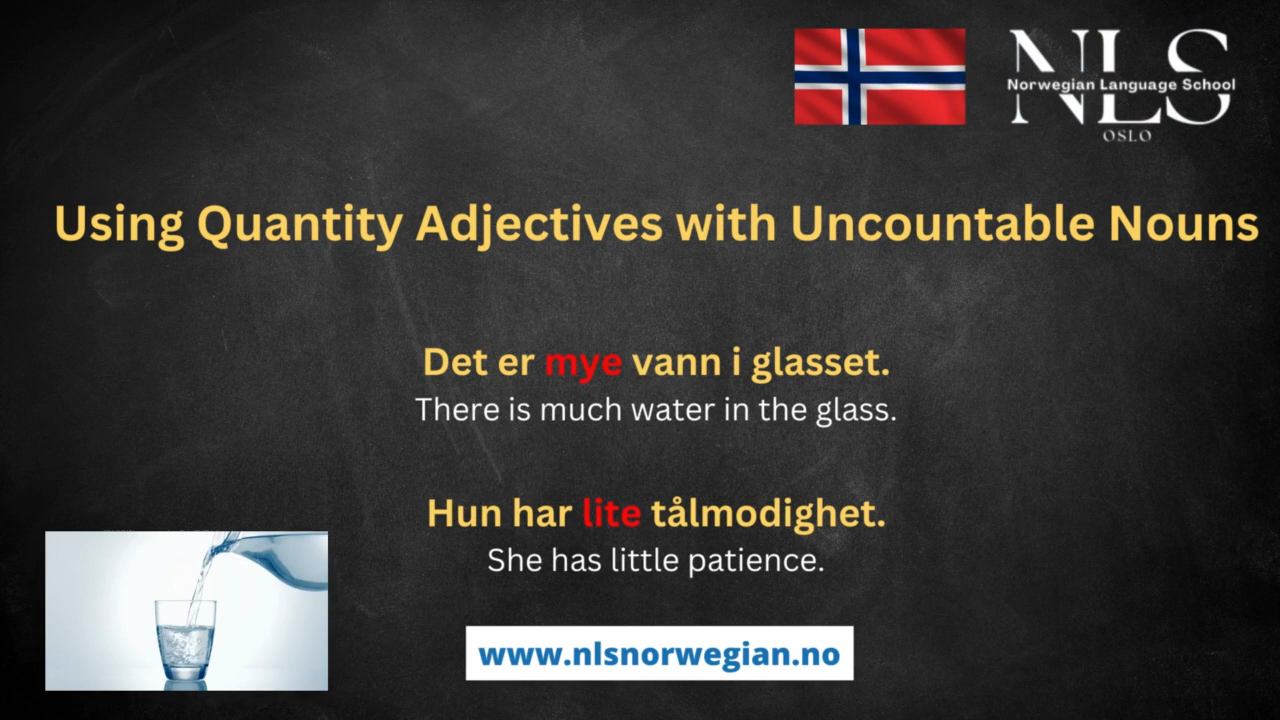 NLS
Norwegian Language School
OSLO
Using Quantity Adjectives with Uncountable Nouns
Det er mye vann i glasset.
There is much water in the glass.
Hun har lite tålmodighet.
She has little patience.
www.nlsnorwegian.no